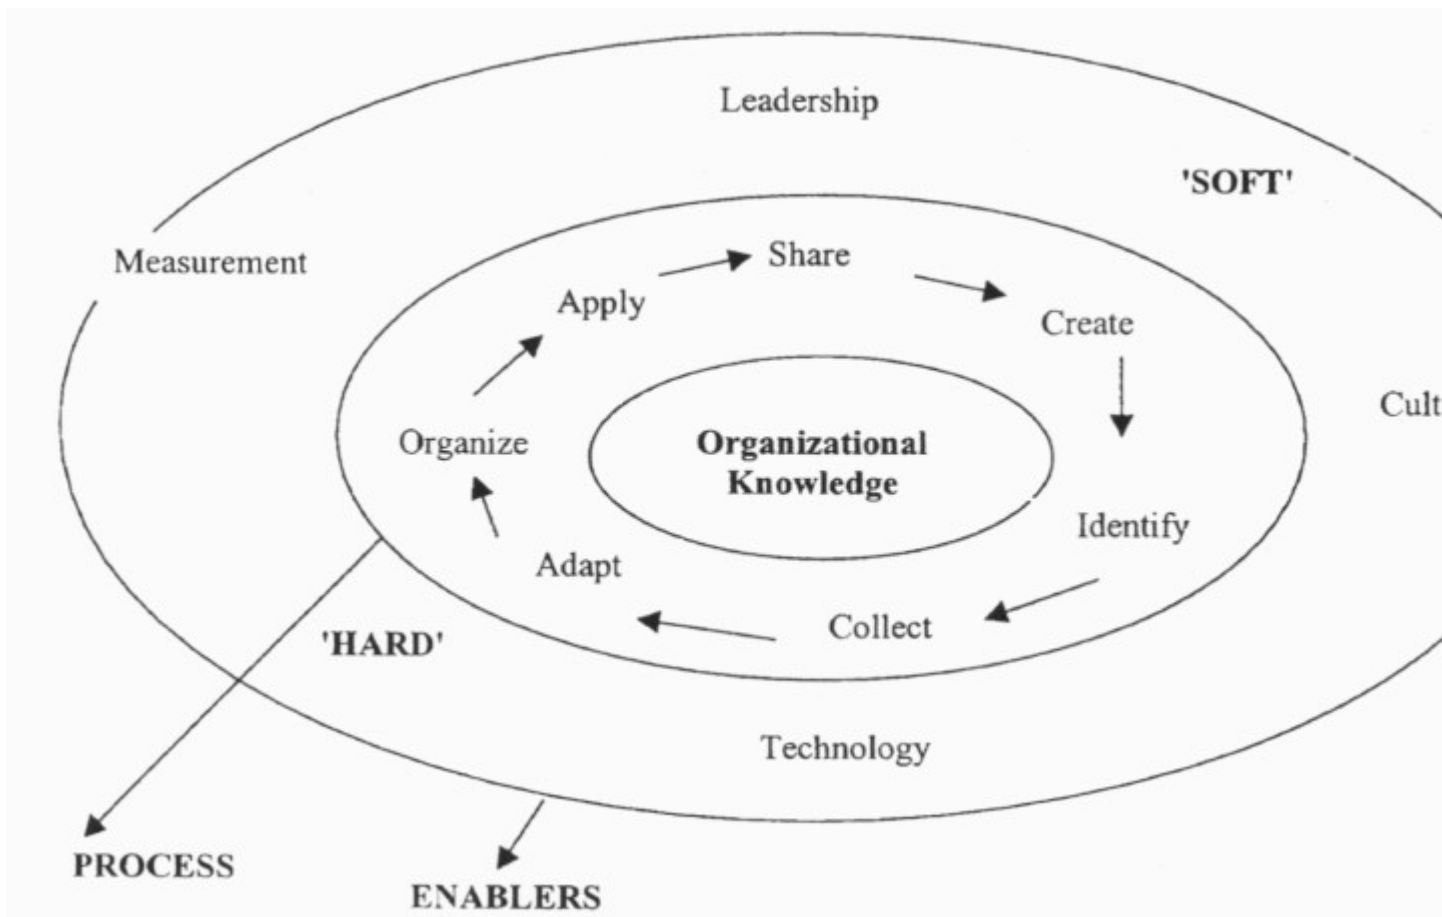 Leadership
'SOFT'
Measurement
Share
Apply
Create
Cult
Organize
Organizational
Knowledge
Identify
Adapt
Collect
'HARD'
Technology
PROCESS
ENABLERS